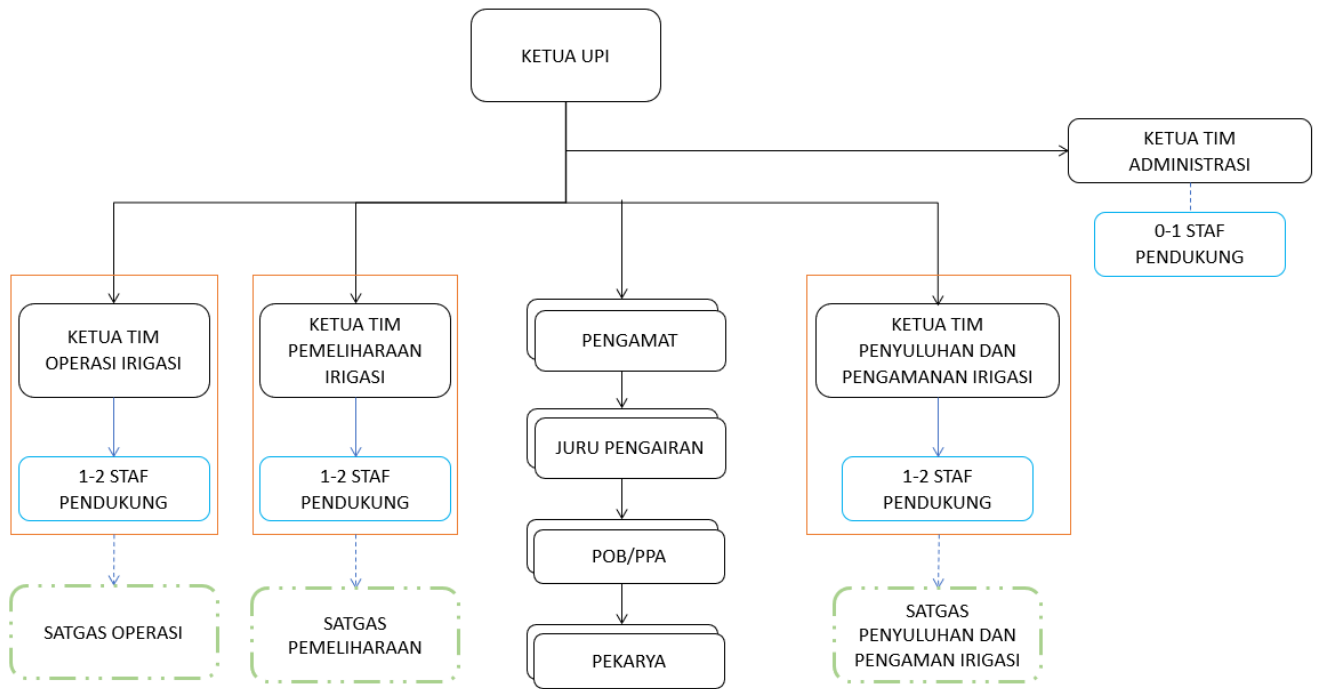 KETUA UPI
KETUA TIM
ADMINISTRASI
0-1 STAF
PENDUKUNG
KETUA TIM
OPERASI IRIGASI
KETUA TIM
PEMELIHARAAN
IRIGASI
PENGAMAT
KETUA TIM
PENYULUHAN DAN
PENGAMANAN IRIGASI
JURU PENGAIRAN
1-2 STAF
PENDUKUNG
1-2 STAF
PENDUKUNG
1-2 STAF
PENDUKUNG
POB/PPA
SATGAS OPERASI
SATGAS
PEMELIHARAAN
PEKARYA
SATGAS
PENYULUHAN DAN
PENGAMAN IRIGASI